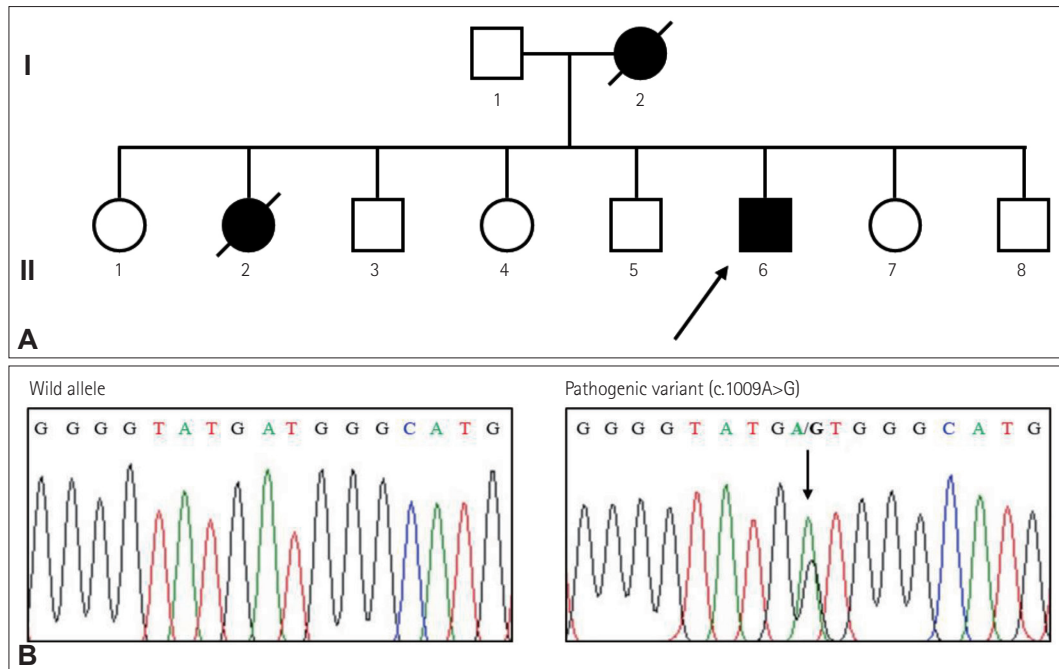 I
1 2
II
1 2 3 4 5 6 7 8
A
Wild allele Pathogenic variant (c.1009A>G)
G G G G T A T G A T G G G C A T G
G G G G T A T G A/G T G G G C A T G
B